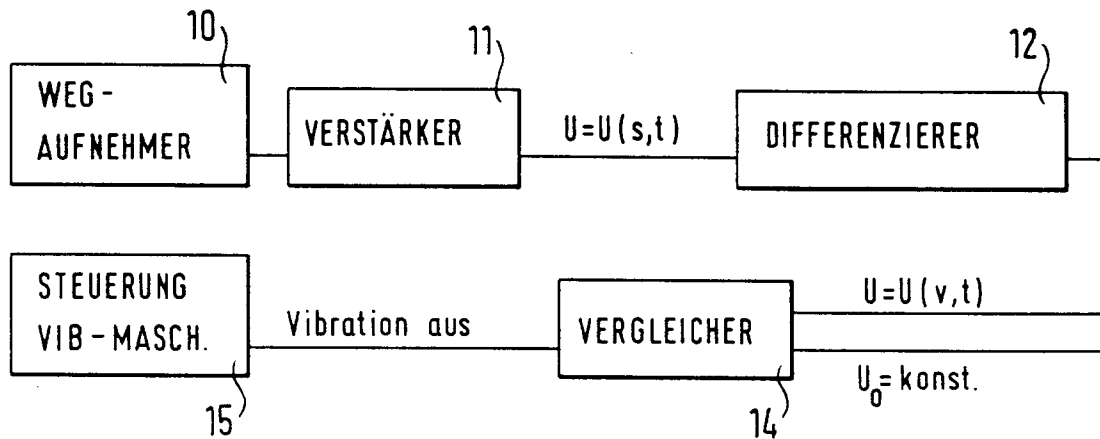 10
11
12
WEG-
AUFNEHMER
VERSTÄRKER
U=U(s,t)
DIFFERENZIERER
STEUERUNG
VIB-MASCH.
Vibration aus
VERGLEICHER
U=U(v,t)
U₀=konst.
15
14